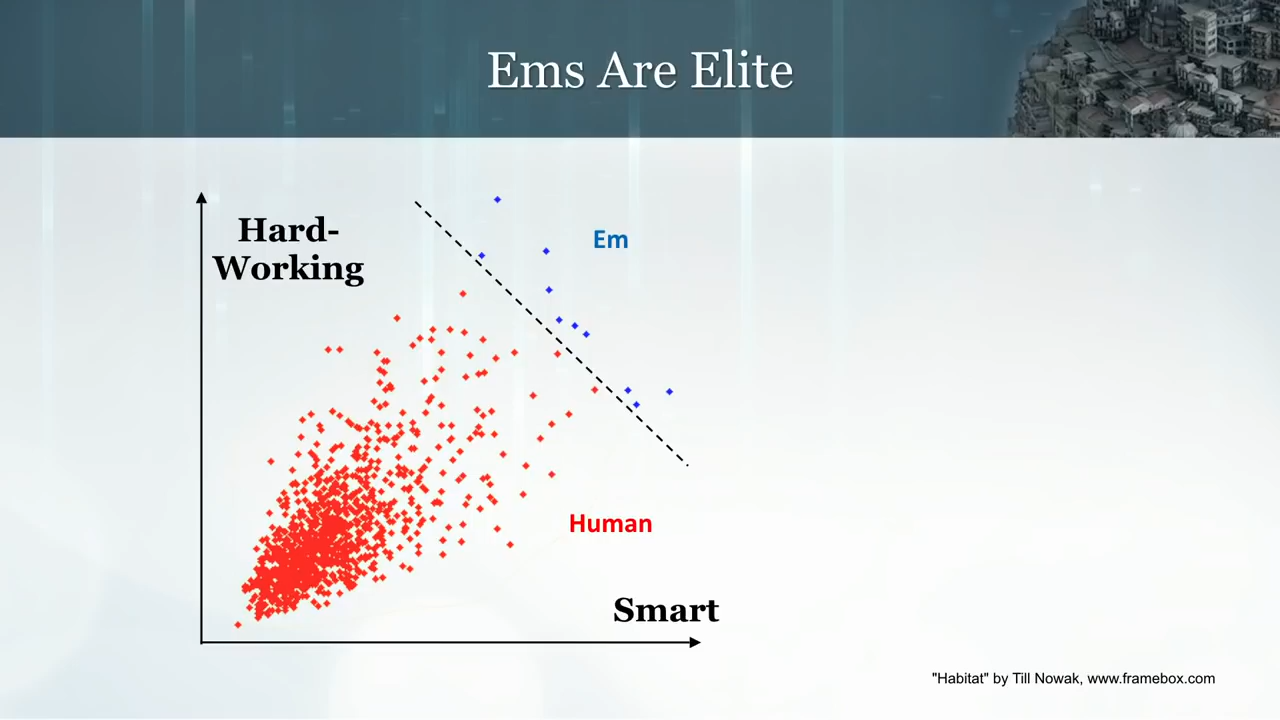 Ems Are Elite
Hard-
Working
Em
Human
Smart
"Habitat" by Till Nowak, www.framebox.com